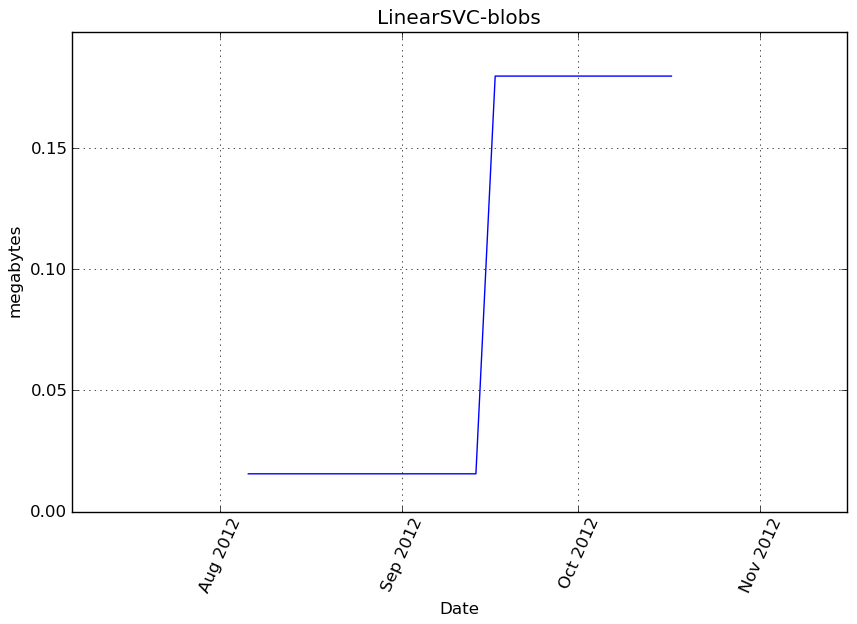 LinearSVC-blobs
0.15
0.10
0.05
0.00
megabytes
Aug 2012
Sep 2012
Oct 2012
Nov 2012
Date